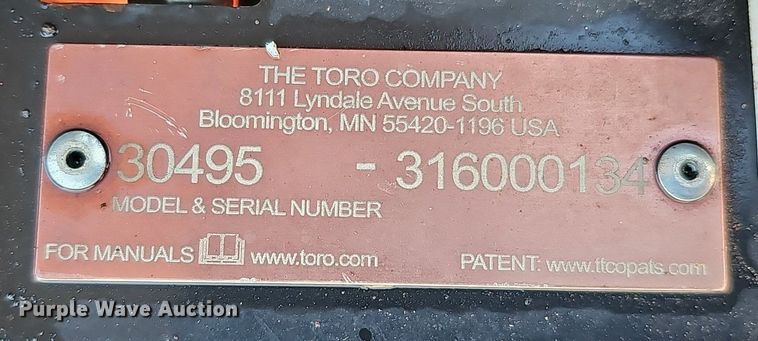 THE TORO COMPANY
8111 Lyndale Avenue South
Bloomington, MN 55420-1196 USA
30495 - 316000134
MODEL & SERIAL NUMBER
FOR MANUALS www.toro.com PATENT: www.ttcopats.com
Purple Wave Auction